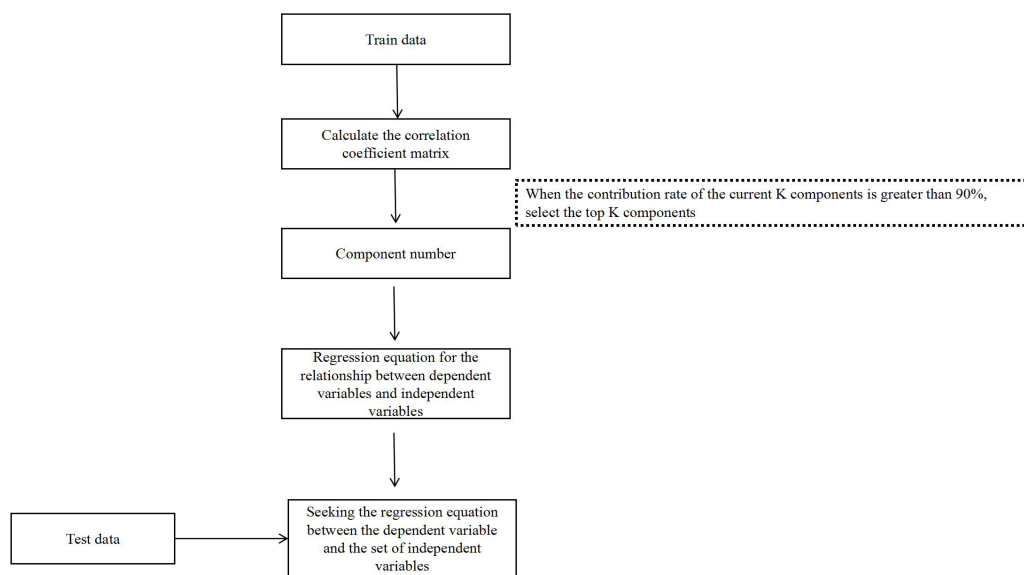 Train data
Calculate the correlation
coefficient matrix
When the contribution rate of the current K components is greater than 90%,
select the top K components
Component number
Regression equation for the
relationship between dependent
variables and independent
variables
Seeking the regression equation
between the dependent variable
and the set of independent
variables
Test data